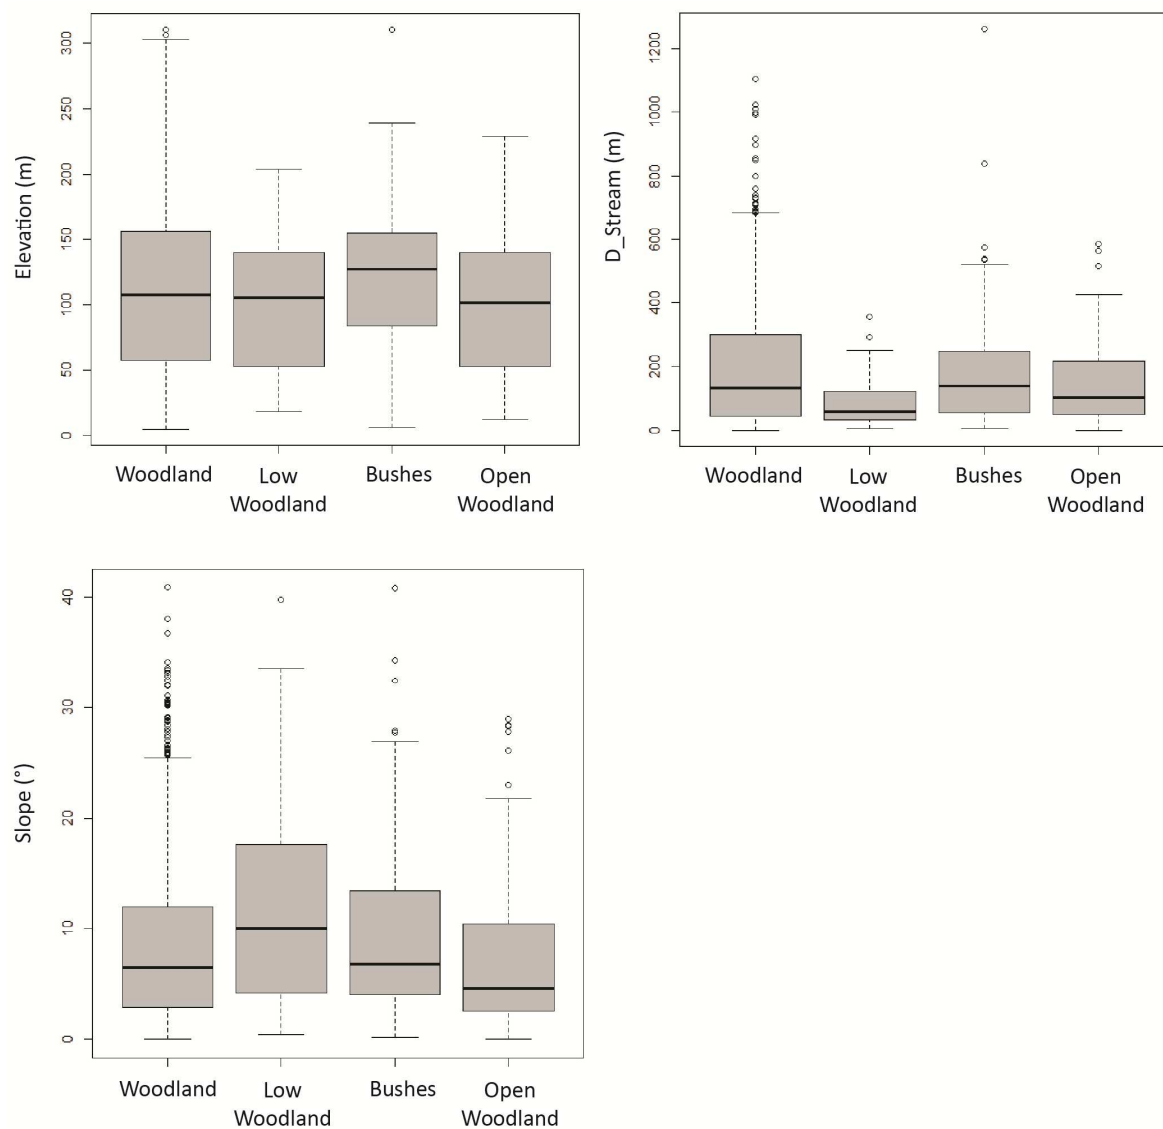 Elevation (m)
300
250
200
150
100
50
0
Woodland
Low
Woodland
Bushes
Open
Woodland
D_Stream (m)
1200
1000
800
600
400
200
0
Woodland
Low
Woodland
Bushes
Open
Woodland
Slope (°)
40
30
20
10
0
Woodland
Low
Woodland
Bushes
Open
Woodland